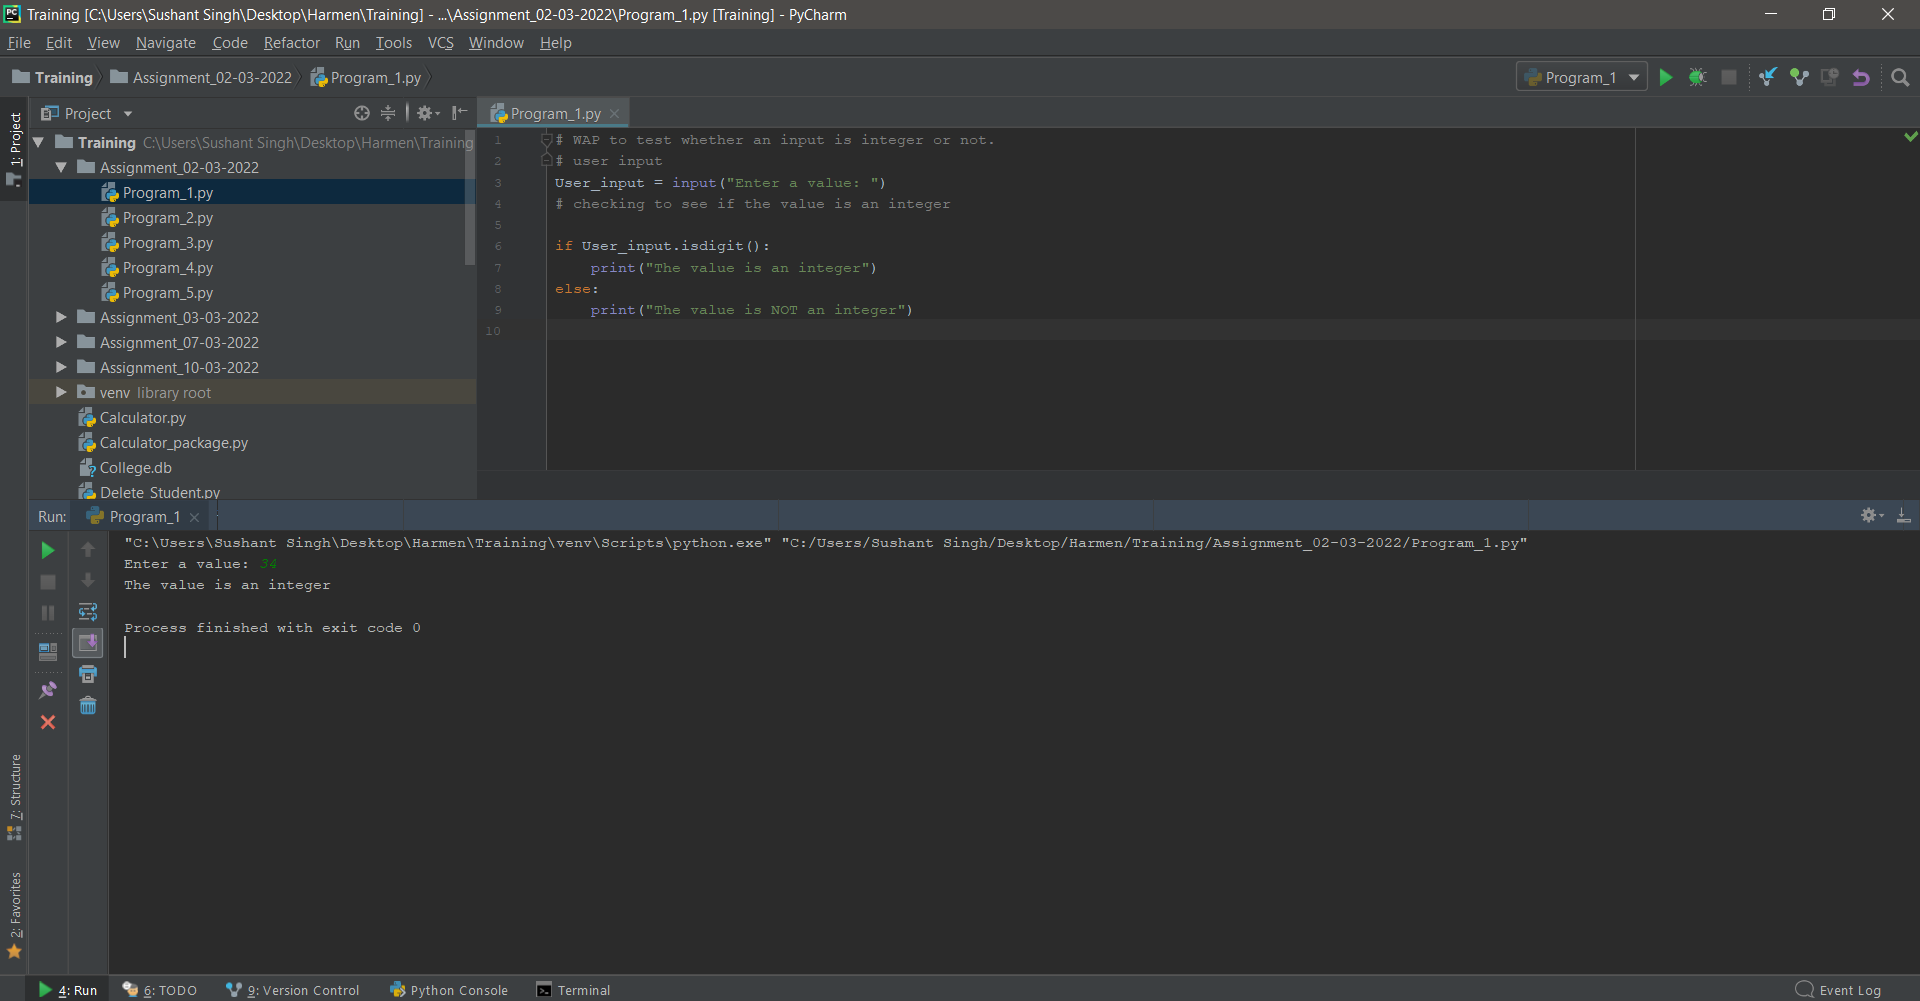 Training [C:\Users\Sushant Singh\Desktop\Harmen\Training] - ...\Assignment_02-03-2022\Program_1.py [Training] - PyCharm
File Edit View Navigate Code Refactor Run Tools VCS Window Help
Training Assignment_02-03-2022 Program_1.py
Program_1
Project
Program_1.py
1: Project
Training C:\Users\Sushant Singh\Desktop\Harmen\Training
Assignment_02-03-2022
Program_1.py
Program_2.py
Program_3.py
Program_4.py
Program_5.py
Assignment_03-03-2022
Assignment_07-03-2022
Assignment_10-03-2022
venv library root
Calculator.py
Calculator_package.py
College.db
Delete_Student.py
1 # WAP to test whether an input is integer or not.
2 # user input
3 User_input = input("Enter a value: ")
4 # checking to see if the value is an integer
5
6 if User_input.isdigit():
7 print("The value is an integer")
8 else:
9 print("The value is NOT an integer")
10
Run: Program_1
"C:\Users\Sushant Singh\Desktop\Harmen\Training\venv\Scripts\python.exe" "C:/Users/Sushant Singh/Desktop/Harmen/Training/Assignment_02-03-2022/Program_1.py"
Enter a value: 34
The value is an integer
Process finished with exit code 0
7: Structure
2: Favorites
4: Run 6: TODO 9: Version Control Python Console Terminal Event Log